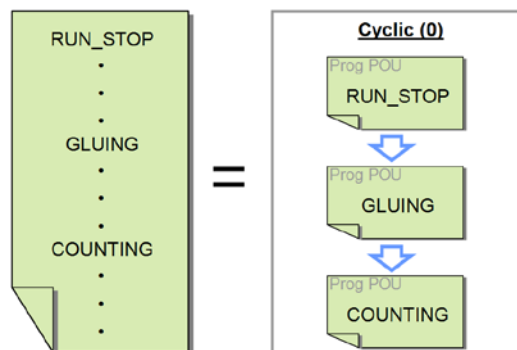 RUN_STOP
GLUING
COUNTING
=
Cyclic (0)
Prog POU
RUN_STOP
Prog POU
GLUING
Prog POU
COUNTING